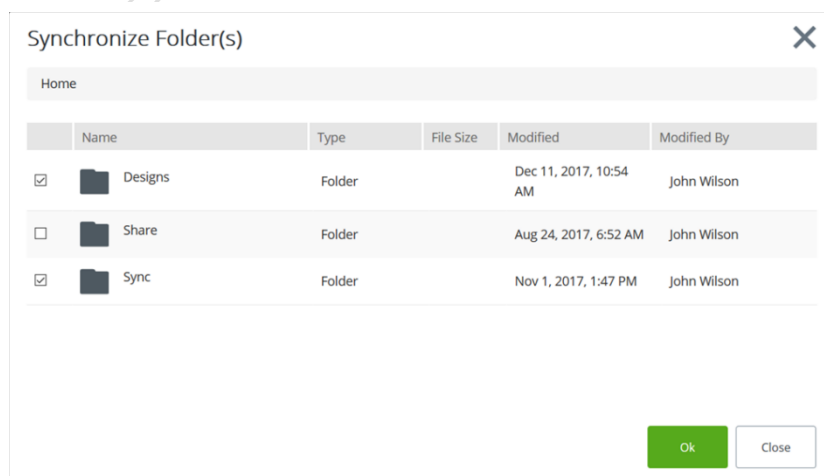 Synchronize Folder(s)
Home
Name Type File Size Modified Modified By
Designs Folder Dec 11, 2017, 10:54 AM John Wilson
Share Folder Aug 24, 2017, 6:52 AM John Wilson
Sync Folder Nov 1, 2017, 1:47 PM John Wilson
Ok Close